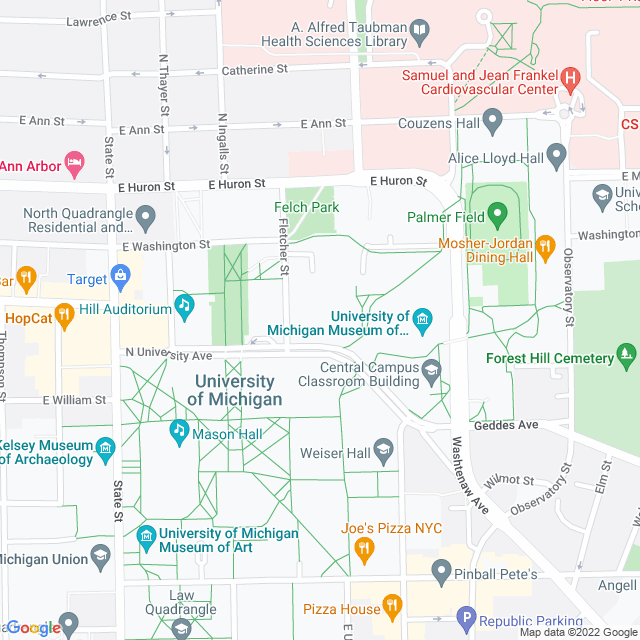 Lawrence St
A. Alfred Taubman
Health Sciences Library
N Thayer St
Catherine St
Samuel and Jean Frankel
Cardiovascular Center
H
N Ingalls St
E Ann St
E Ann St
Couzens Hall
CS
State St
Ann Arbor
Alice Lloyd Hall
E Huron St
E Huron St
E Huron St
E M
Univ
Sch
North Quadrangle
Residential and...
Felch Park
Palmer Field
E Washington St
Fletcher St
Mosher-Jordan
Dining-Hall
Washington
Bar
Target
Observatory St
HopCat
Hill Auditorium
University of
Michigan Museum of...
Thompson St
N University Ave
Central Campus
Classroom Building
Forest Hill Cemetery
University
of Michigan
E William St
Geddes Ave
Mason Hall
Kelsey Museum
of Archaeology
Weiser Hall
Washtenaw Ave
Wilmot St
Observatory St
Elm St
State St
University of Michigan
Museum of Art
Joe's Pizza NYC
Michigan Union
Pinball Pete's
Angell
Law
Quadrangle
Pizza House
E U
P
Republic Parking
Google
Map data ©2022 Google